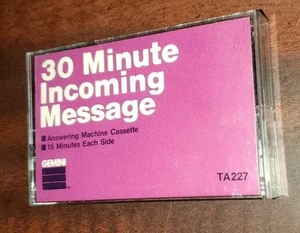 30 Minute
Incoming
Message
■ Answering Machine Cassette
■ 15 Minutes Each Side
GEMINI
TA227